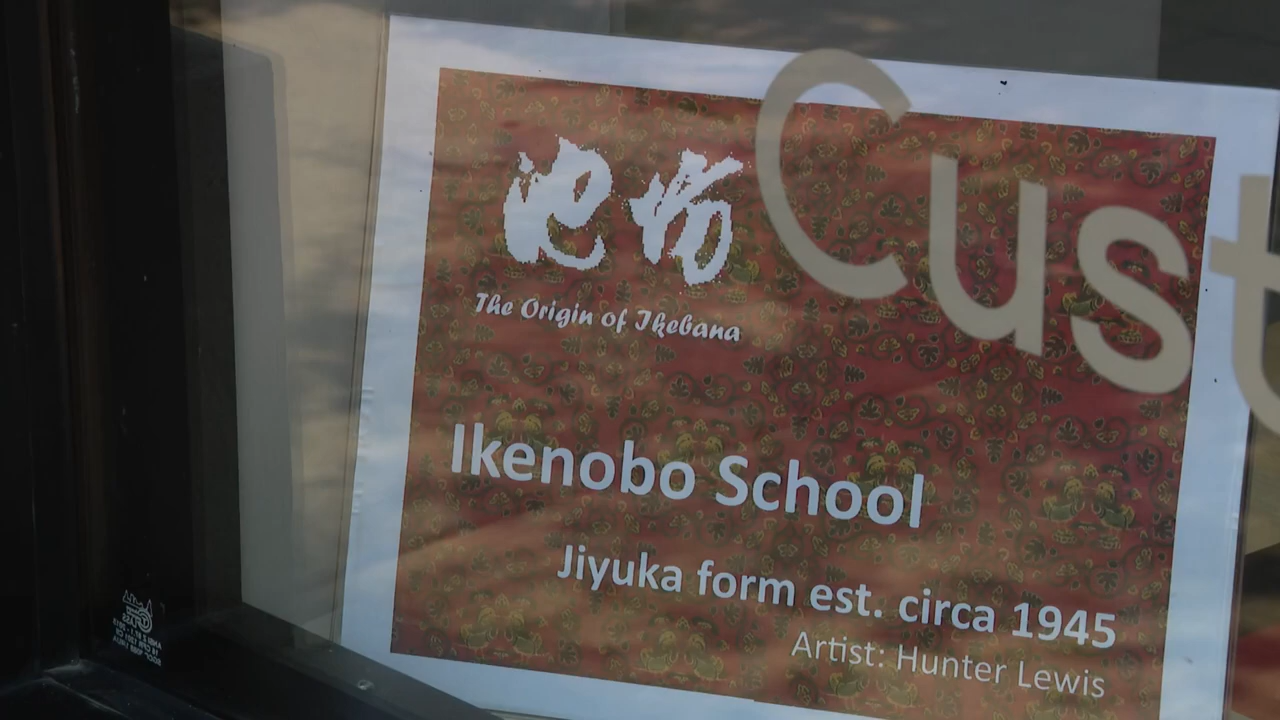 池坊
The Origin of Ikebana
Ikenobo School
Jiyuka form est. circa 1945
Artist: Hunter Lewis
Cust